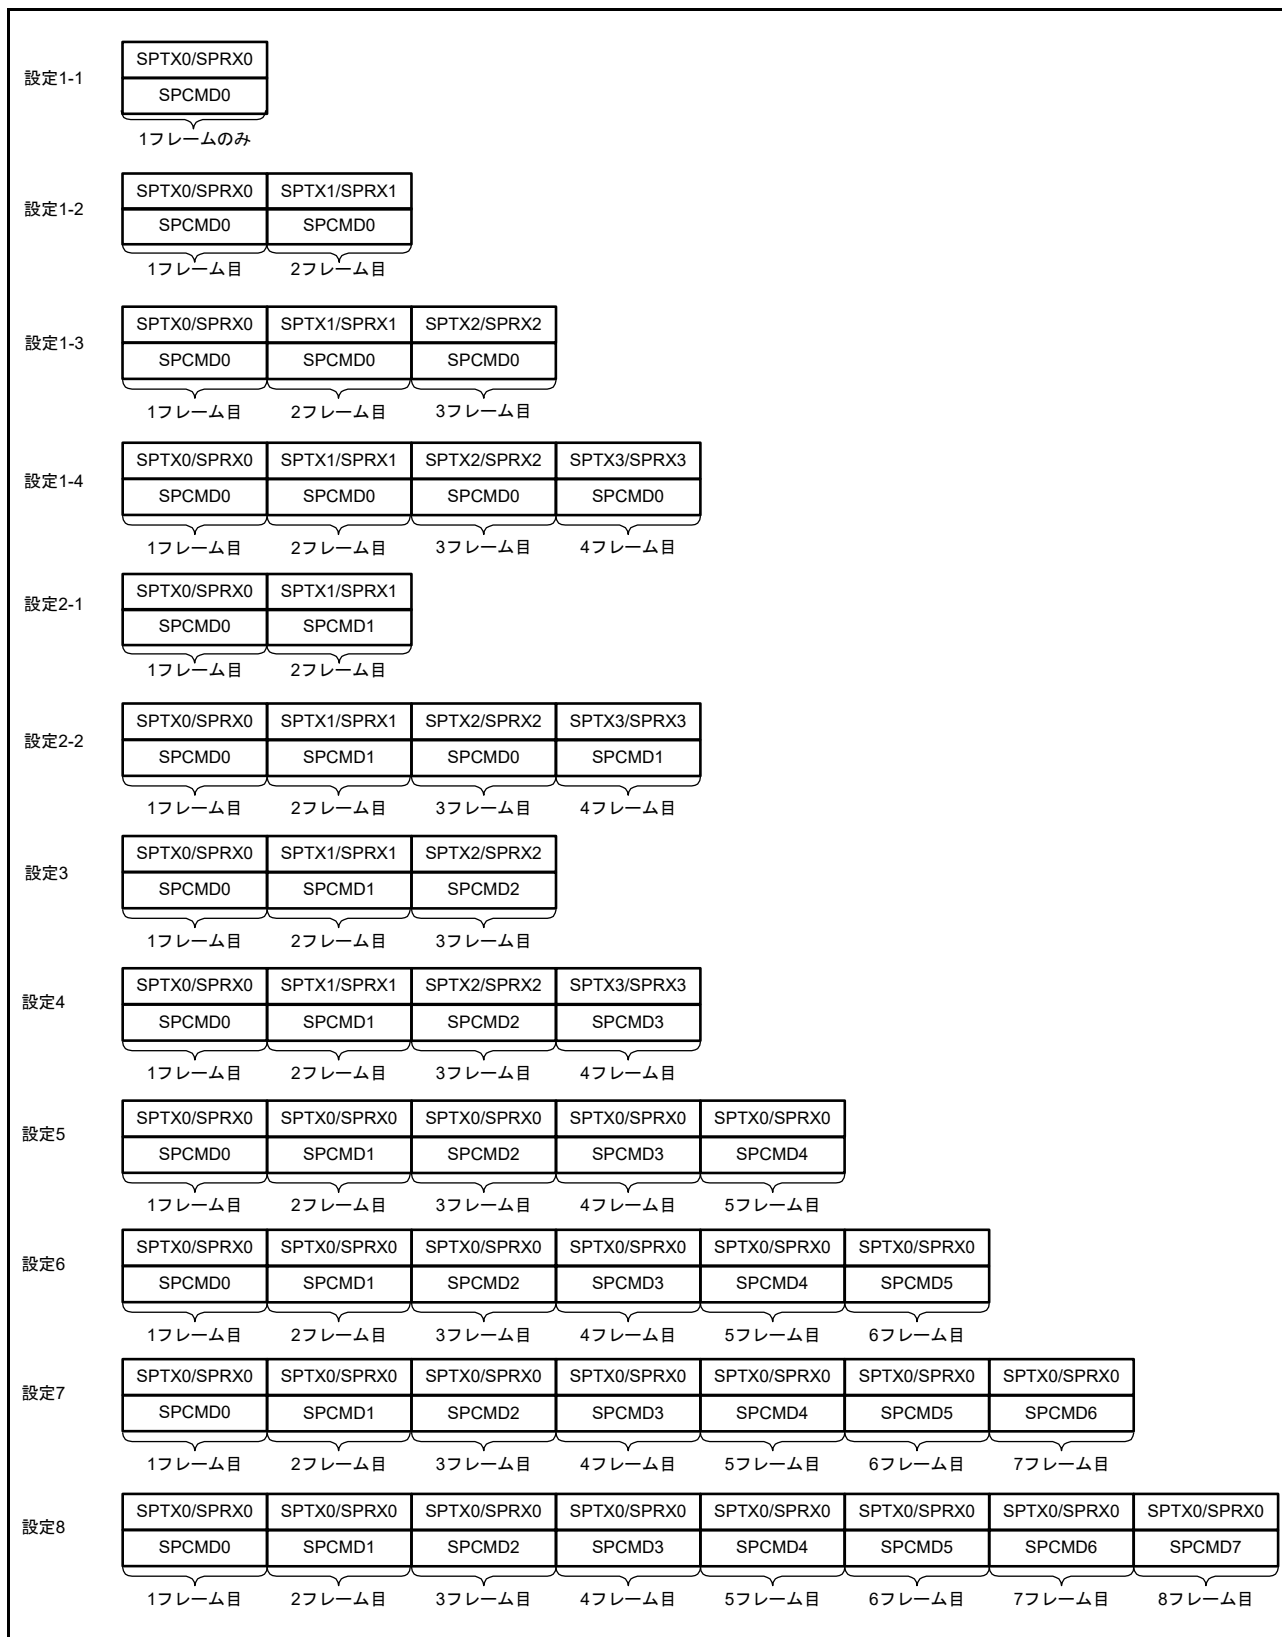 設定1-1
SPTX0/SPRX0
SPCMD0
1フレームのみ
設定1-2
SPTX0/SPRX0 SPTX1/SPRX1
SPCMD0 SPCMD0
1フレーム目 2フレーム目
設定1-3
SPTX0/SPRX0 SPTX1/SPRX1 SPTX2/SPRX2
SPCMD0 SPCMD0 SPCMD0
1フレーム目 2フレーム目 3フレーム目
設定1-4
SPTX0/SPRX0 SPTX1/SPRX1 SPTX2/SPRX2 SPTX3/SPRX3
SPCMD0 SPCMD0 SPCMD0 SPCMD0
1フレーム目 2フレーム目 3フレーム目 4フレーム目
設定2-1
SPTX0/SPRX0 SPTX1/SPRX1
SPCMD0 SPCMD1
1フレーム目 2フレーム目
設定2-2
SPTX0/SPRX0 SPTX1/SPRX1 SPTX2/SPRX2 SPTX3/SPRX3
SPCMD0 SPCMD1 SPCMD0 SPCMD1
1フレーム目 2フレーム目 3フレーム目 4フレーム目
設定3
SPTX0/SPRX0 SPTX1/SPRX1 SPTX2/SPRX2
SPCMD0 SPCMD1 SPCMD2
1フレーム目 2フレーム目 3フレーム目
設定4
SPTX0/SPRX0 SPTX1/SPRX1 SPTX2/SPRX2 SPTX3/SPRX3
SPCMD0 SPCMD1 SPCMD2 SPCMD3
1フレーム目 2フレーム目 3フレーム目 4フレーム目
設定5
SPTX0/SPRX0 SPTX0/SPRX0 SPTX0/SPRX0 SPTX0/SPRX0 SPTX0/SPRX0
SPCMD0 SPCMD1 SPCMD2 SPCMD3 SPCMD4
1フレーム目 2フレーム目 3フレーム目 4フレーム目 5フレーム目
設定6
SPTX0/SPRX0 SPTX0/SPRX0 SPTX0/SPRX0 SPTX0/SPRX0 SPTX0/SPRX0 SPTX0/SPRX0
SPCMD0 SPCMD1 SPCMD2 SPCMD3 SPCMD4 SPCMD5
1フレーム目 2フレーム目 3フレーム目 4フレーム目 5フレーム目 6フレーム目
設定7
SPTX0/SPRX0 SPTX0/SPRX0 SPTX0/SPRX0 SPTX0/SPRX0 SPTX0/SPRX0 SPTX0/SPRX0 SPTX0/SPRX0
SPCMD0 SPCMD1 SPCMD2 SPCMD3 SPCMD4 SPCMD5 SPCMD6
1フレーム目 2フレーム目 3フレーム目 4フレーム目 5フレーム目 6フレーム目 7フレーム目
設定8
SPTX0/SPRX0 SPTX0/SPRX0 SPTX0/SPRX0 SPTX0/SPRX0 SPTX0/SPRX0 SPTX0/SPRX0 SPTX0/SPRX0 SPTX0/SPRX0
SPCMD0 SPCMD1 SPCMD2 SPCMD3 SPCMD4 SPCMD5 SPCMD6 SPCMD7
1フレーム目 2フレーム目 3フレーム目 4フレーム目 5フレーム目 6フレーム目 7フレーム目 8フレーム目